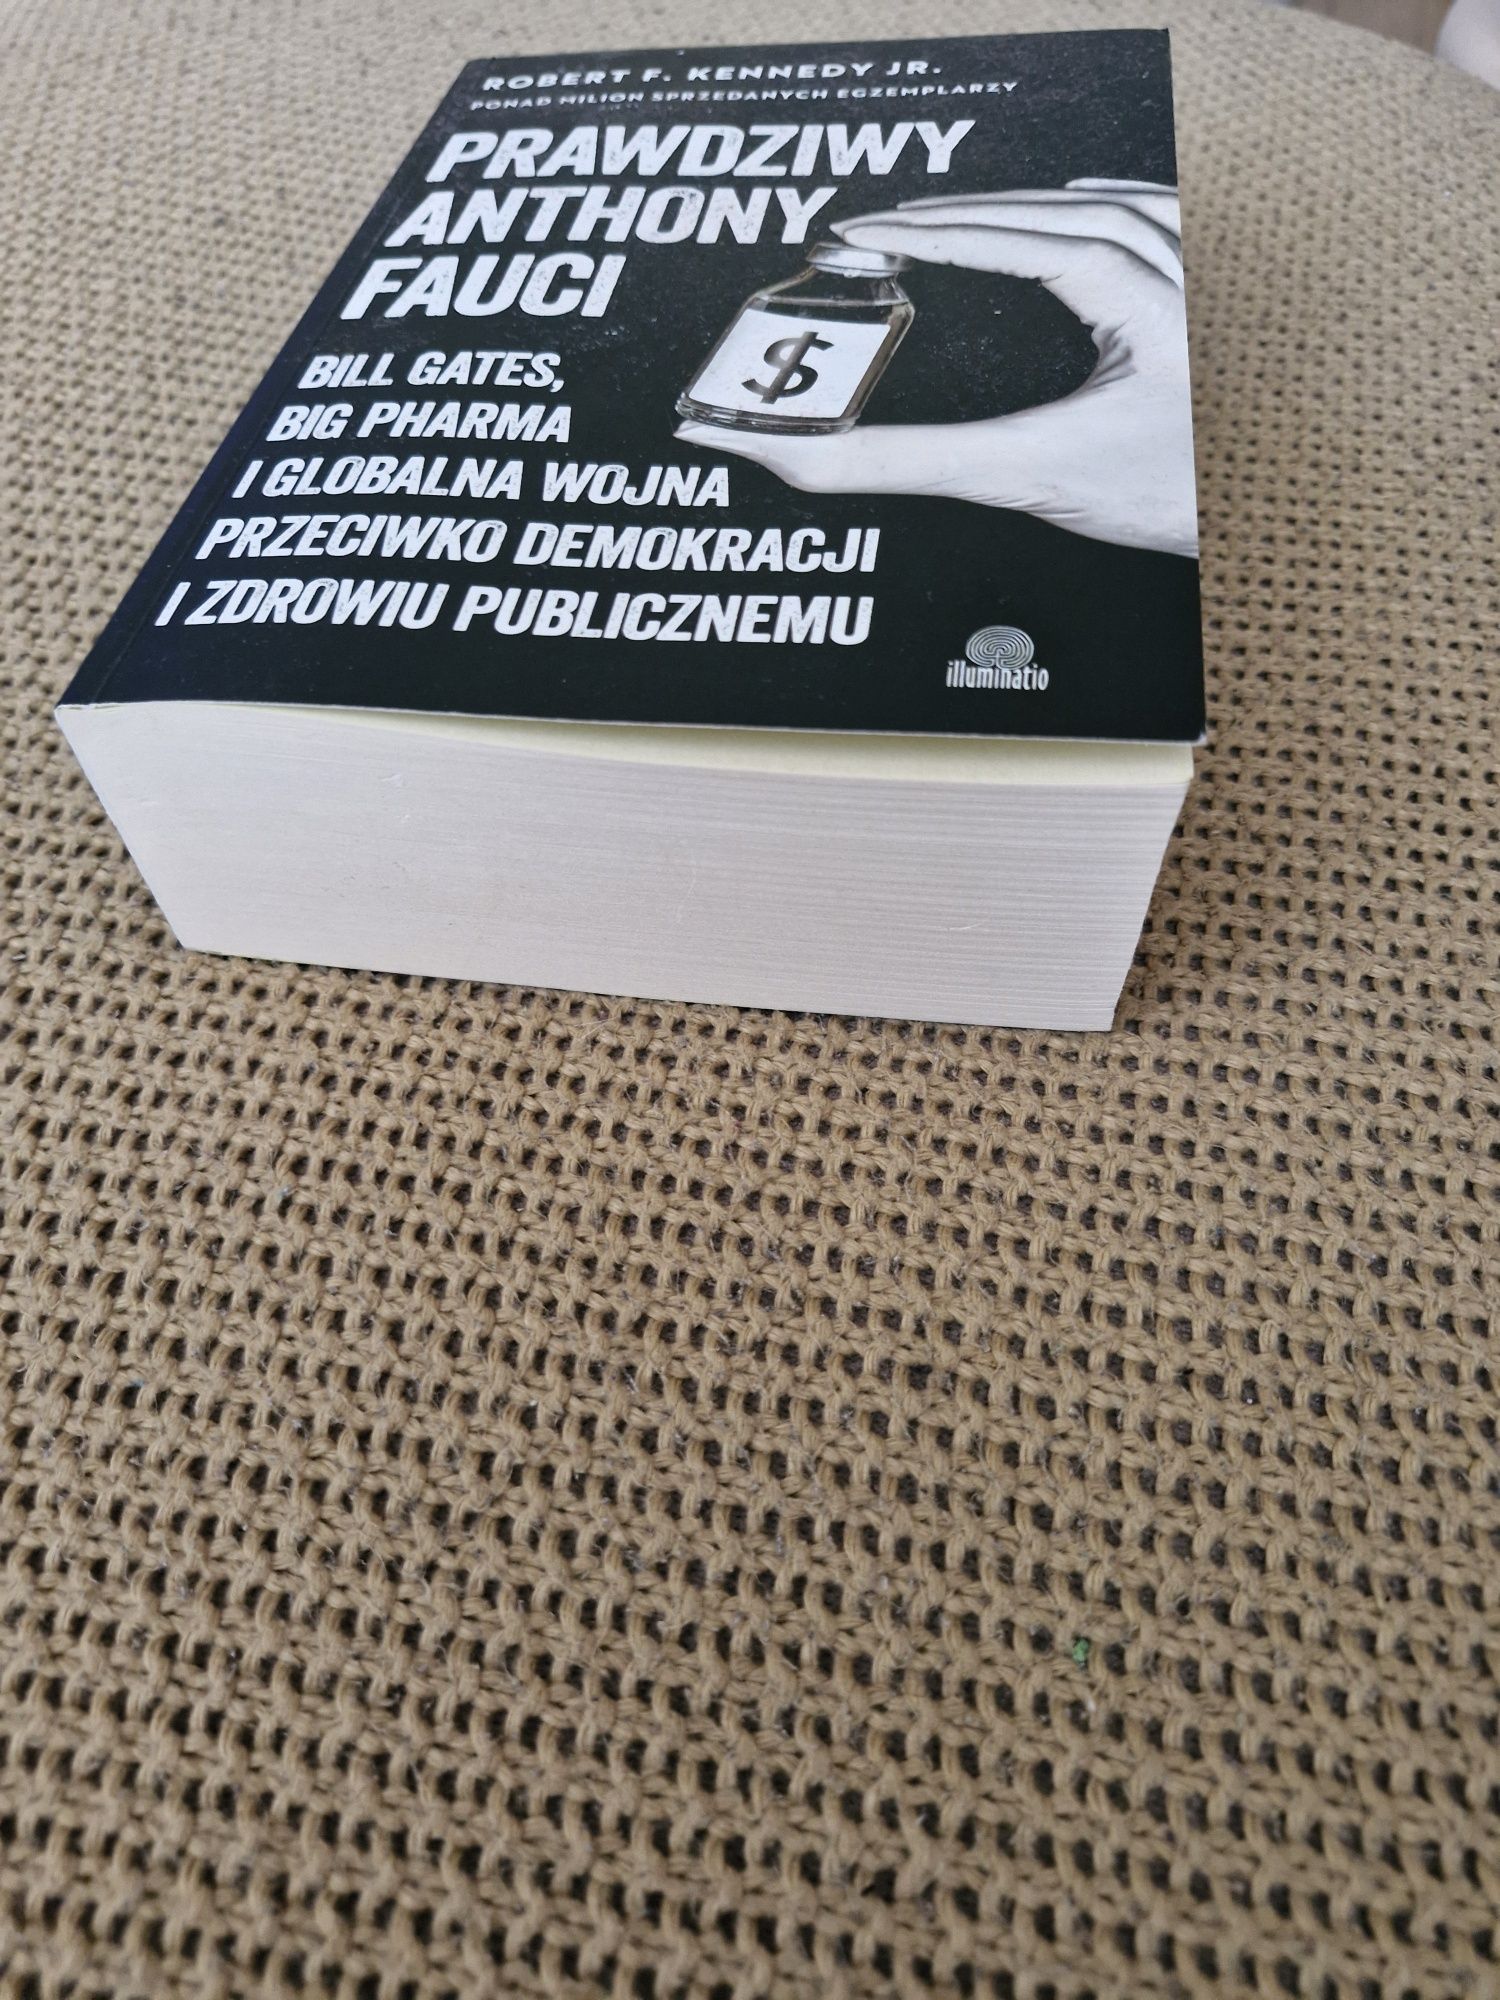 ROBERT F. KENNEDY JR.
PONAD MILION SPRZEDANYCH EGZEMPLARZY
PRAWDZIWY
ANTHONY
FAUCI
$
BILL GATES,
BIG PHARMA
I GLOBALNA WOJNA
PRZECIWKO DEMOKRACJI
I ZDROWIU PUBLICZNEMU
illuminatio